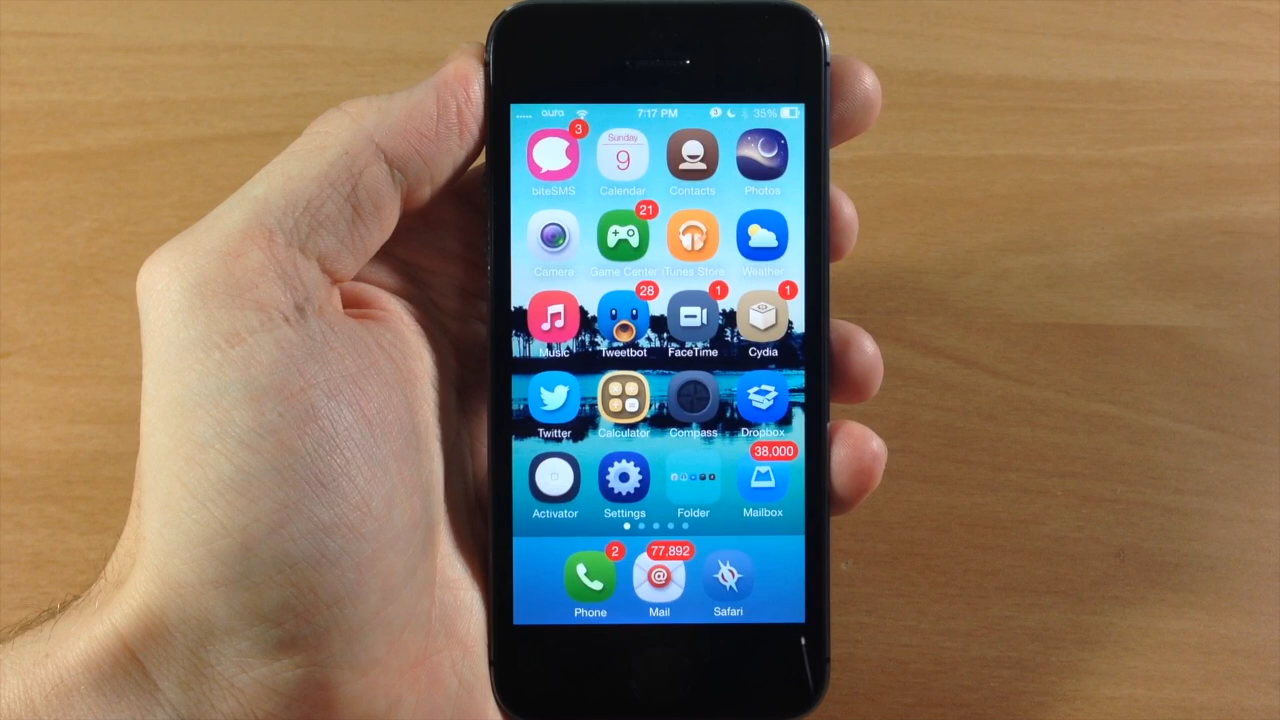 aura 7:17 PM 35%
3
Sunday
9
biteSMS Calendar Contacts Photos
21
Camera Game Center iTunes Store Weather
28 1 1
Music Tweetbot FaceTime Cydia
Twitter Calculator Compass Dropbox
38,000
Activator Settings Folder Mailbox
2 77,892
@
Phone Mail Safari